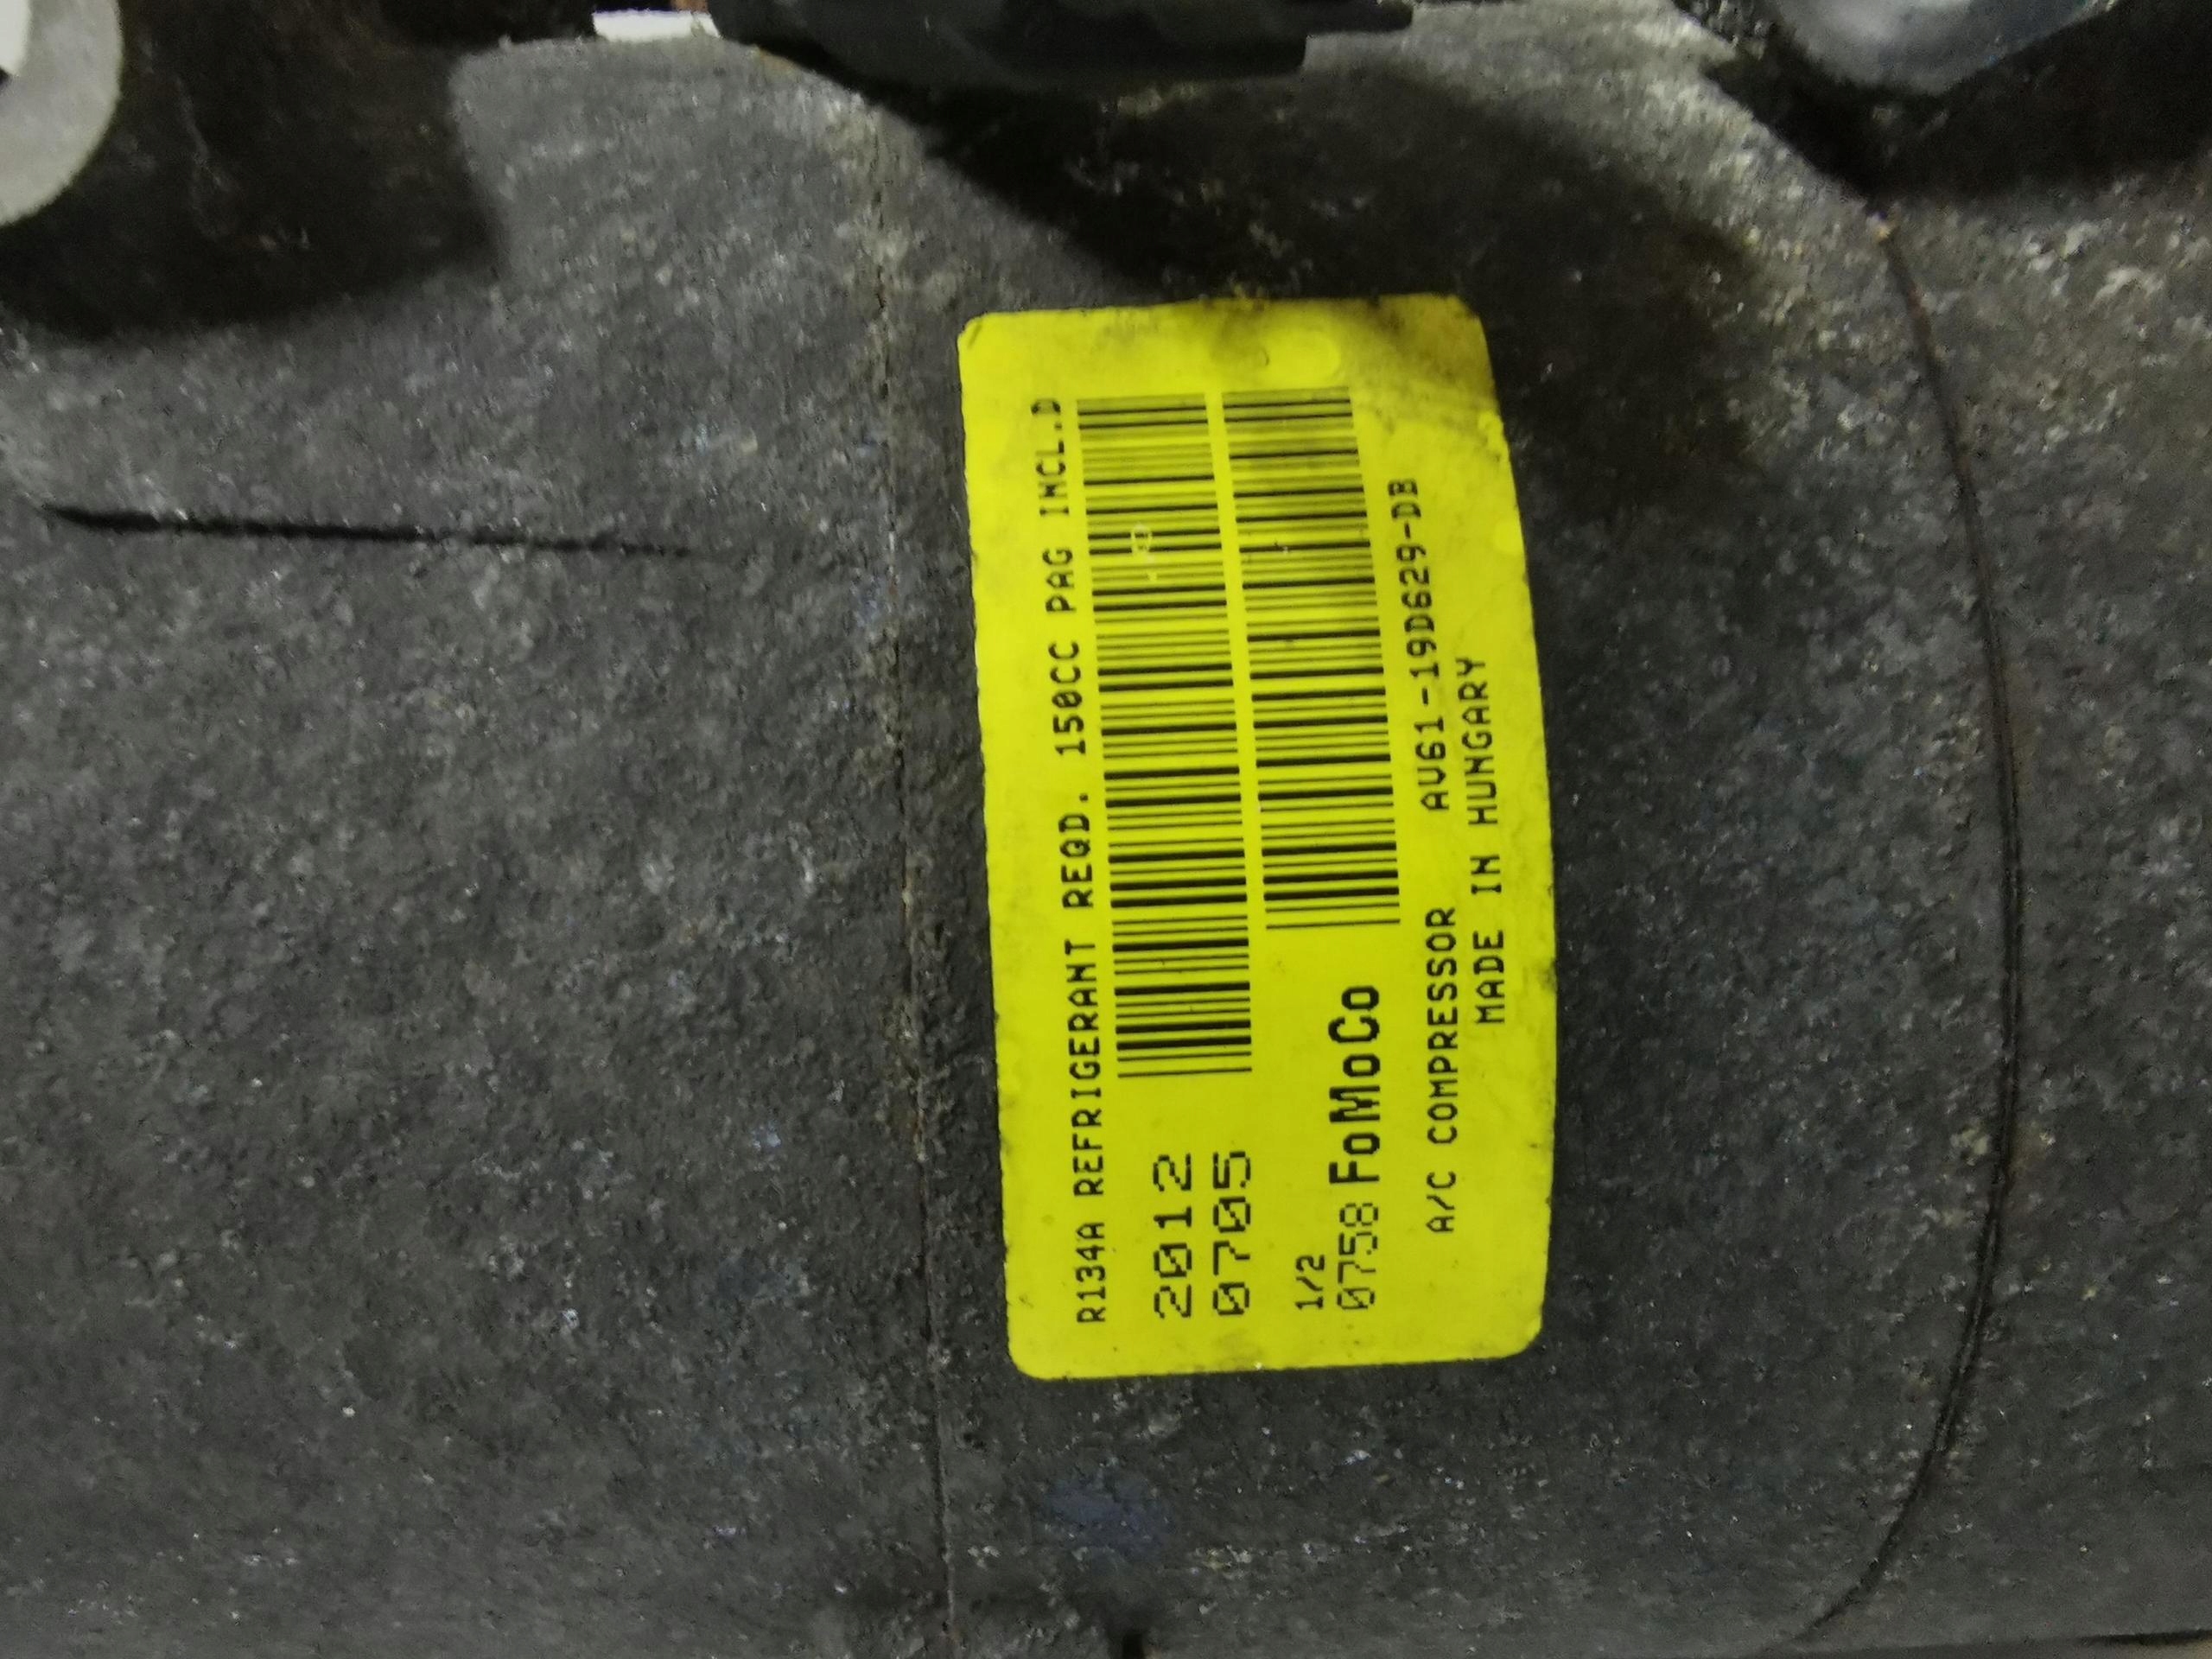 R134A REFRIGERANT REQD. 150CC PAG INCL.D
2012
0705
1/2
0758 FoMoCo
A/C COMPRESSOR AV61-19D629-DB
MADE IN HUNGARY